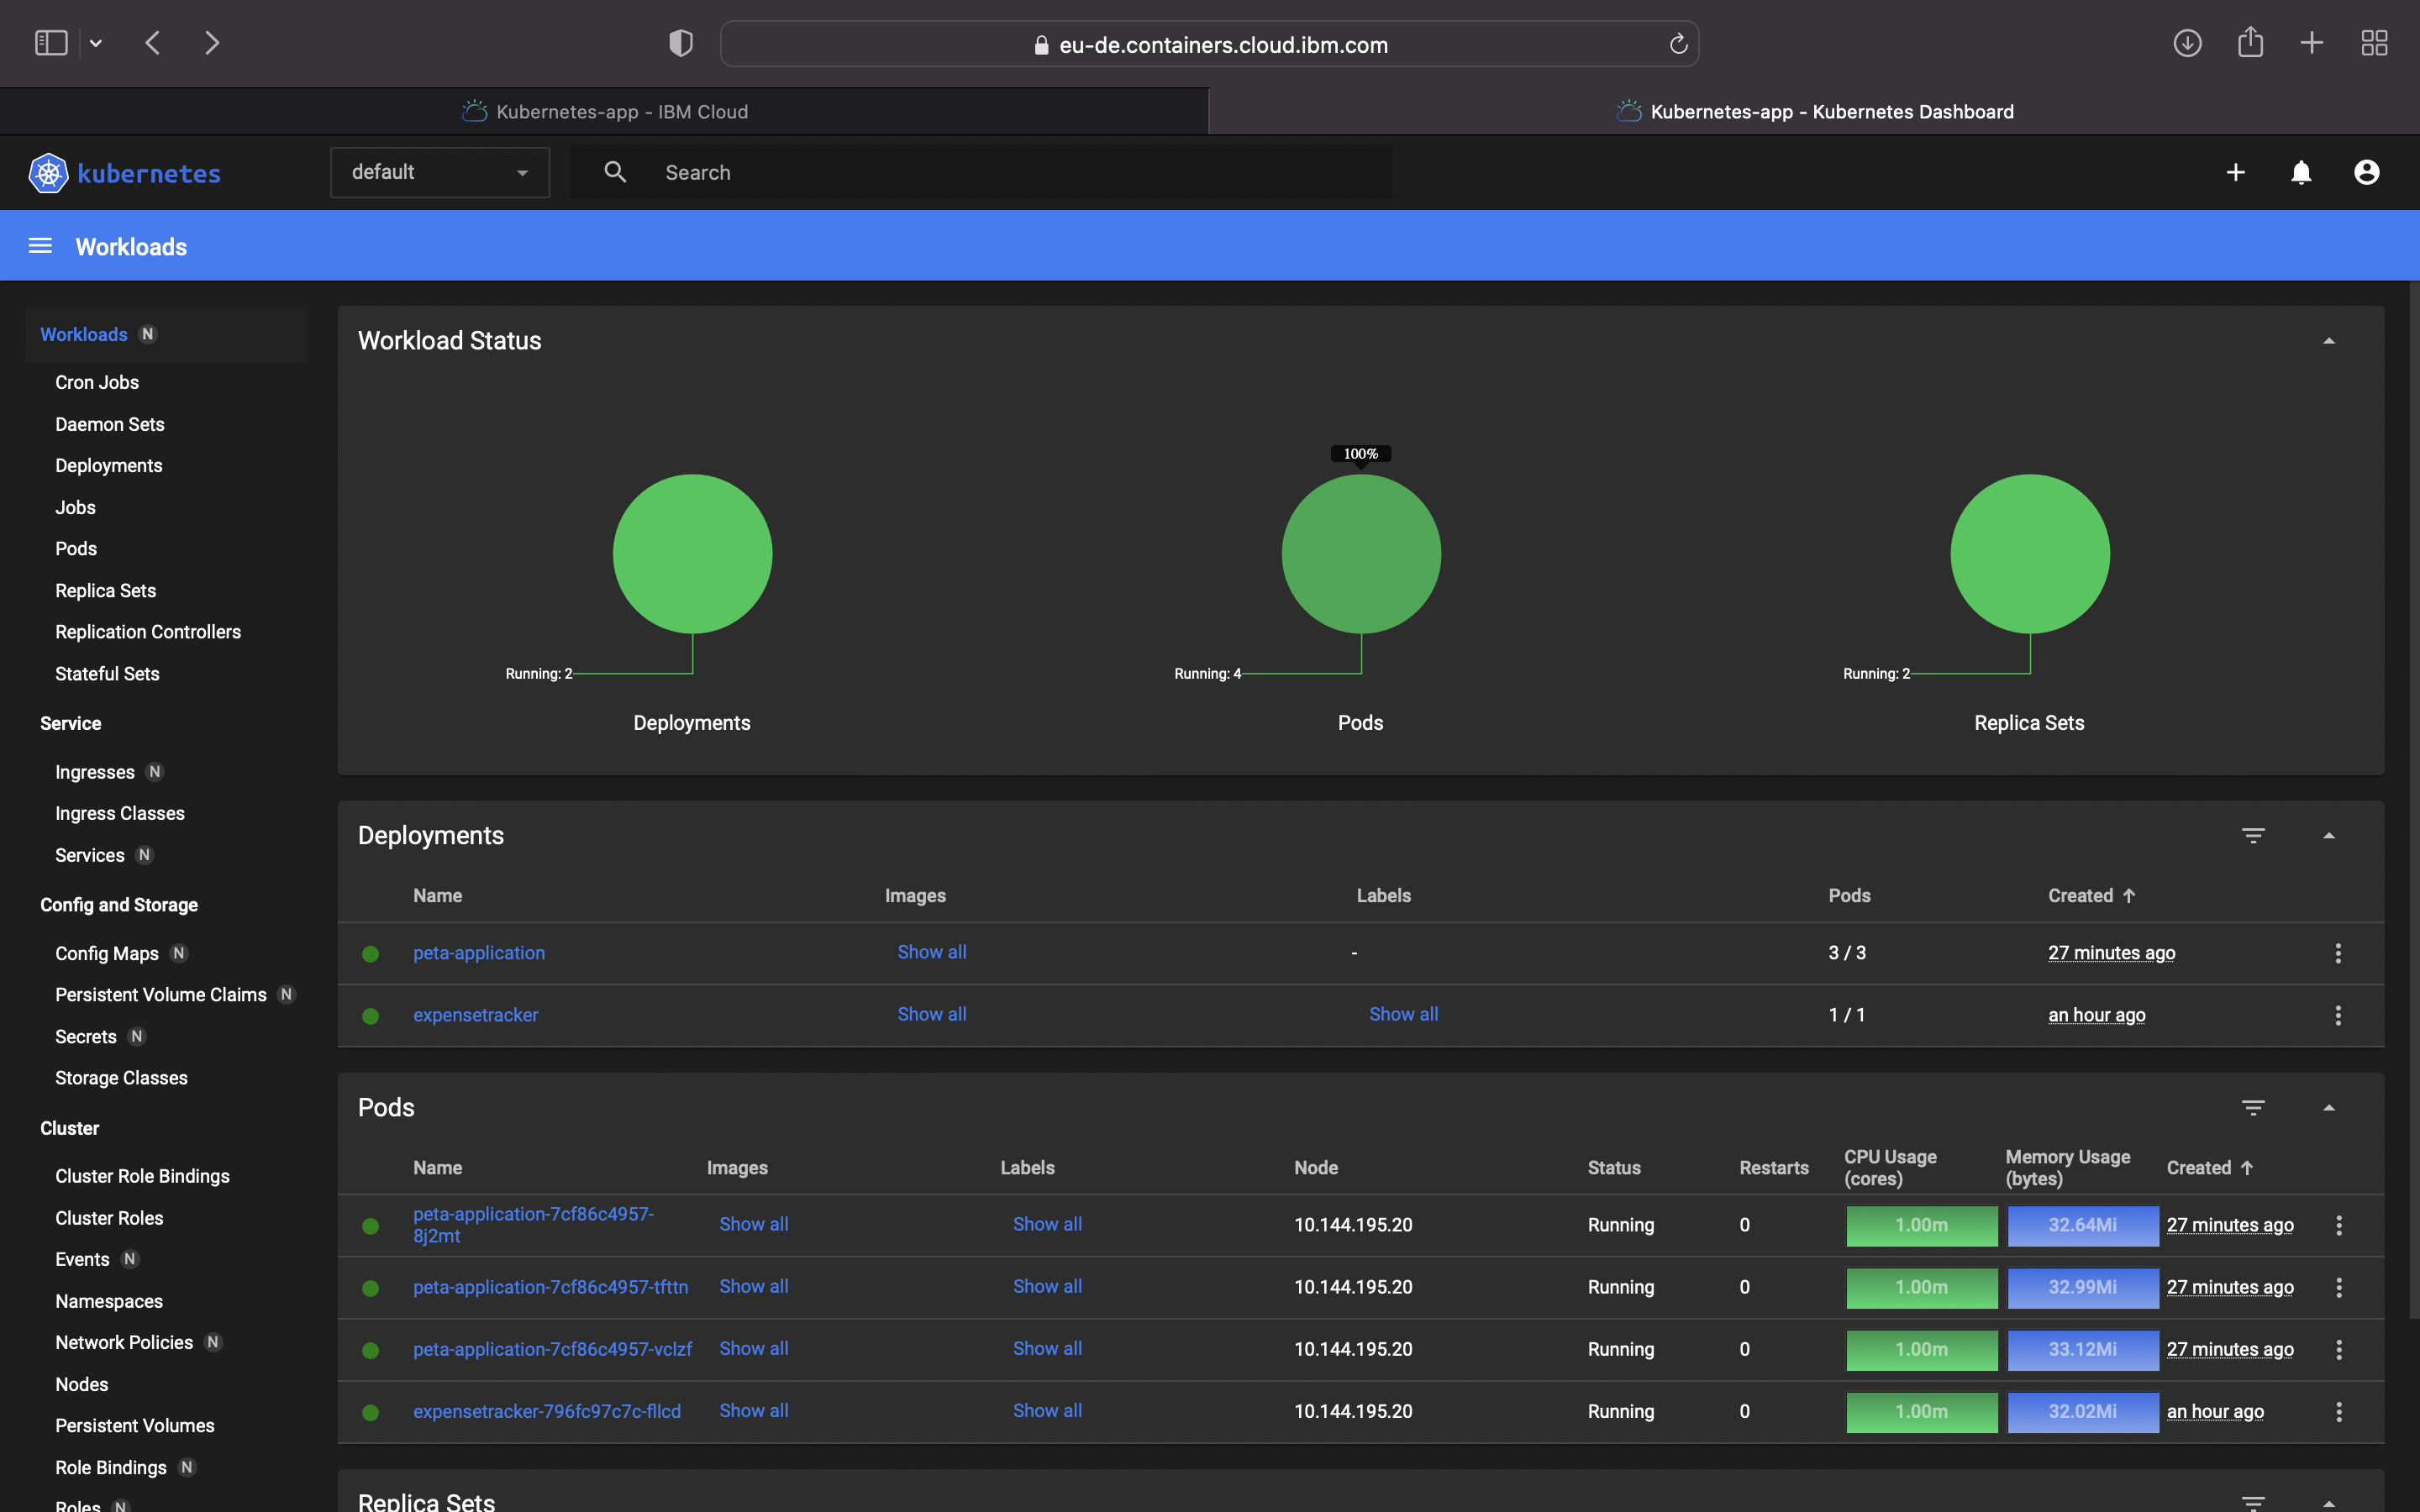 eu-de.containers.cloud.ibm.com
Kubernetes-app - IBM Cloud
Kubernetes-app - Kubernetes Dashboard
kubernetes
default
Search
Workloads
Workloads N
Cron Jobs
Daemon Sets
Deployments
Jobs
Pods
Replica Sets
Replication Controllers
Stateful Sets
Service
Ingresses N
Ingress Classes
Services N
Config and Storage
Config Maps N
Persistent Volume Claims N
Secrets N
Storage Classes
Cluster
Cluster Role Bindings
Cluster Roles
Events N
Namespaces
Network Policies N
Nodes
Persistent Volumes
Role Bindings N
Roles N
Workload Status
100%
Running: 2
Running: 4
Running: 2
Deployments
Pods
Replica Sets
Deployments
Name Images Labels Pods Created
peta-application Show all - 3 / 3 27 minutes ago
expensetracker Show all Show all 1 / 1 an hour ago
Pods
Name Images Labels Node Status Restarts CPU Usage (cores) Memory Usage (bytes) Created
peta-application-7cf86c4957-
8j2mt
Show all Show all 10.144.195.20 Running 0 1.00m 32.64Mi 27 minutes ago
peta-application-7cf86c4957-tfttn Show all Show all 10.144.195.20 Running 0 1.00m 32.99Mi 27 minutes ago
peta-application-7cf86c4957-vclzf Show all Show all 10.144.195.20 Running 0 1.00m 33.12Mi 27 minutes ago
expensetracker-796fc97c7c-fllcd Show all Show all 10.144.195.20 Running 0 1.00m 32.02Mi an hour ago
Replica Sets